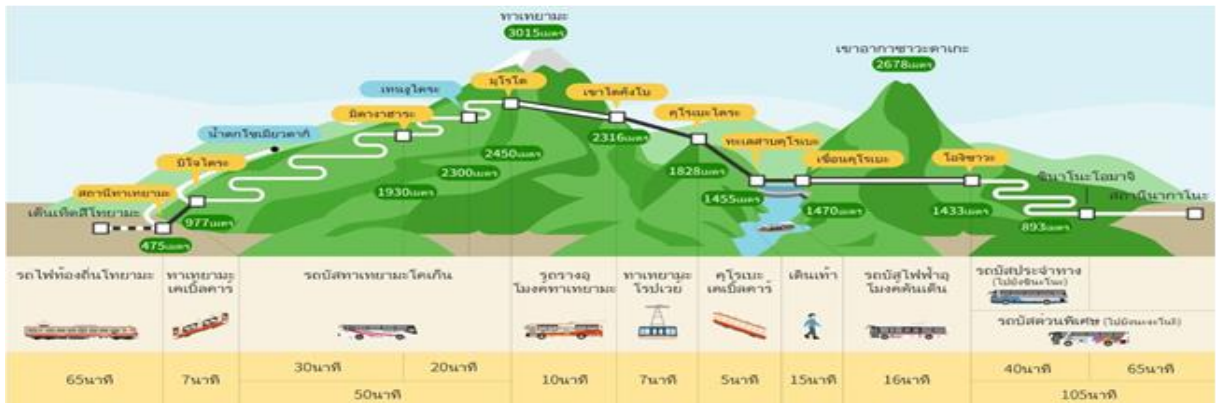 ทาเทยามะ
3015เมตร
เขาอากาซาวะดาเกะ
2678เมตร
เทนงูไดระ
มุโรโด
เขาไดคังโบ
มิดางาฮาระ
คุโรเบะไดระ
น้ำตกโชเมียวดากิ
2316เมตร
ทะเลสาบคุโรเบะ
บิโจไดระ
2450เมตร
เขื่อนคุโรเบะ
โอกิซาวะ
2300เมตร
1828เมตร
ชินาโนะโอมาจิ
สถานีทาเทยามะ
1930เมตร
1455เมตร
สถานีนากาโนะ
เด็นเท็ตสึโทยามะ
977เมตร
1470เมตร
1433เมตร
893เมตร
475เมตร
รถไฟท้องถิ่นโทยามะ
ทาเทยามะ
เคเบิ้ลคาร์
รถบัสทาเทยามะโคเก็น
รถรางอุ
โมงค์ทาเทยามะ
ทาเทยามะ
โรปเวย์
คุโรเบะ
เคเบิ้ลคาร์
เดินเท้า
รถบัสไฟฟ้าอุ
โมงค์คันเด็น
รถบัสประจำทาง
(ไปยังชินะโนะ)
รถบัสด่วนพิเศษ
65นาที
7นาที
30นาที
20นาที
50นาที
10นาที
7นาที
5นาที
15นาที
16นาที
40นาที
65นาที
105นาที